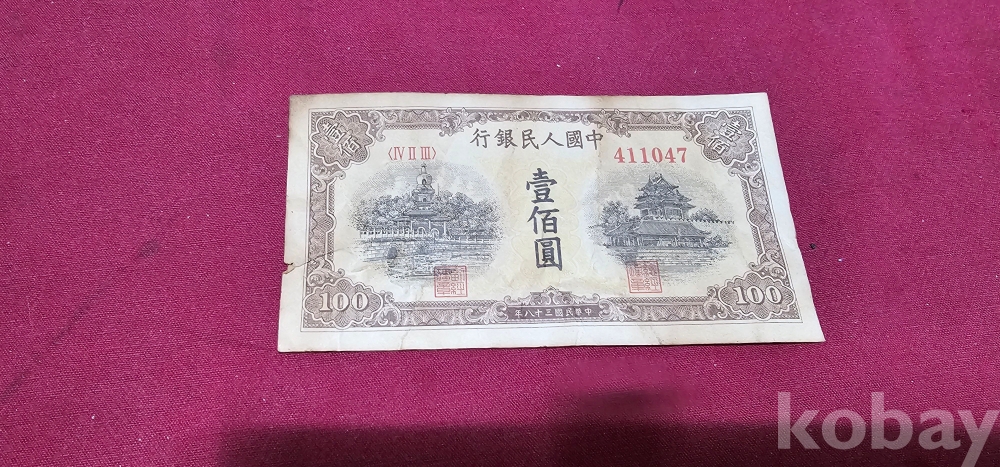 行銀民人國中
〈IV II III〉
411047
壹佰
壹佰
壹佰圓
100
100
年八十三國民華中
kobay